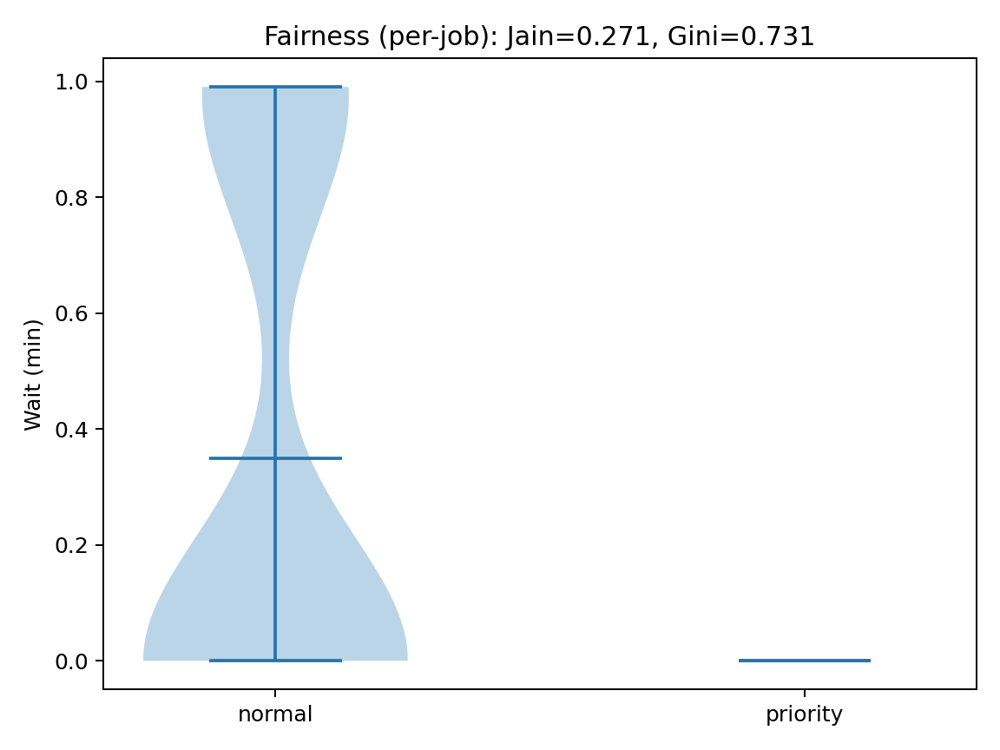 Fairness (per-job): Jain=0.271, Gini=0.731
Wait (min)
1.0
0.8
0.6
0.4
0.2
0.0
normal
priority